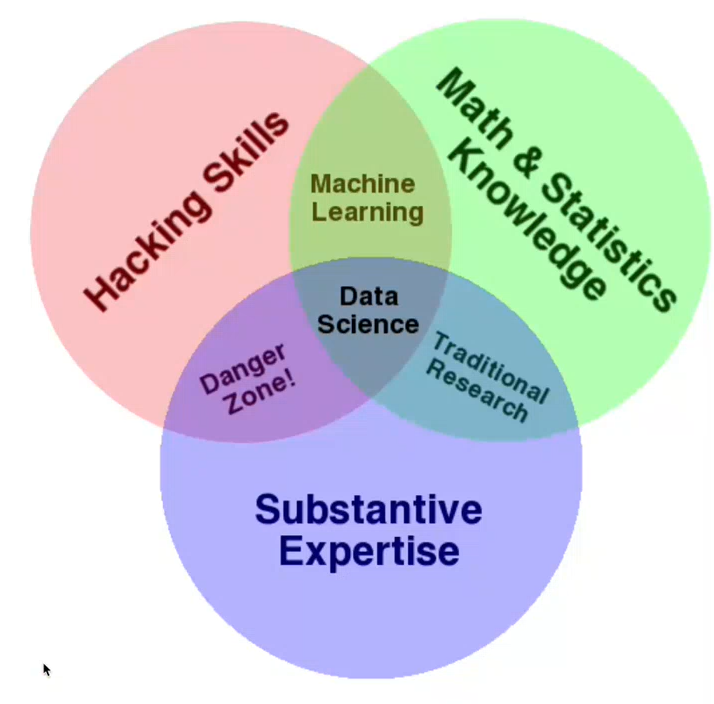 Hacking Skills
Math & Statistics
Knowledge
Machine
Learning
Data
Science
Danger
Zone!
Traditional
Research
Substantive
Expertise